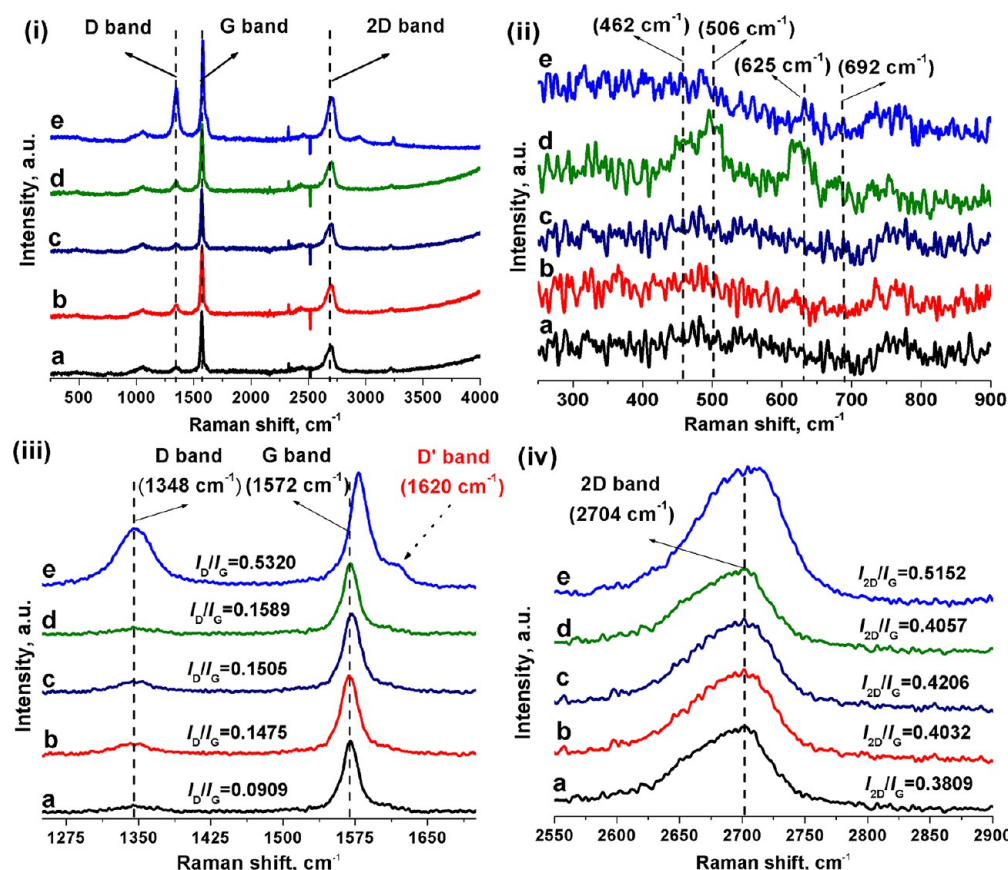 (i)
D band
G band
2D band
e
d
c
b
a
Intensity, a.u.
250 1000 1500 2000 2500 3000 3500 4000
Raman shift, cm⁻¹
(ii)
(462 cm⁻¹)
(506 cm⁻¹)
(625 cm⁻¹)
(692 cm⁻¹)
e
d
c
b
a
Intensity, a.u.
300 400 500 600 700 800 900
Raman shift, cm⁻¹
(iii)
D band
(1348 cm⁻¹)
G band
(1572 cm⁻¹)
D' band
(1620 cm⁻¹)
e
I_D/I_G=0.5320
d
I_D/I_G=0.1589
c
I_D/I_G=0.1505
b
I_D/I_G=0.1475
a
I_D/I_G=0.0909
Intensity, a.u.
1275 1350 1425 1500 1575 1650
Raman shift, cm⁻¹
(iv)
2D band
(2704 cm⁻¹)
e
I_2D/I_G=0.5152
d
I_2D/I_G=0.4057
c
I_2D/I_G=0.4206
b
I_2D/I_G=0.4032
a
I_2D/I_G=0.3809
Intensity, a.u.
2550 2600 2650 2700 2750 2800 2850 2900
Raman shift, cm⁻¹